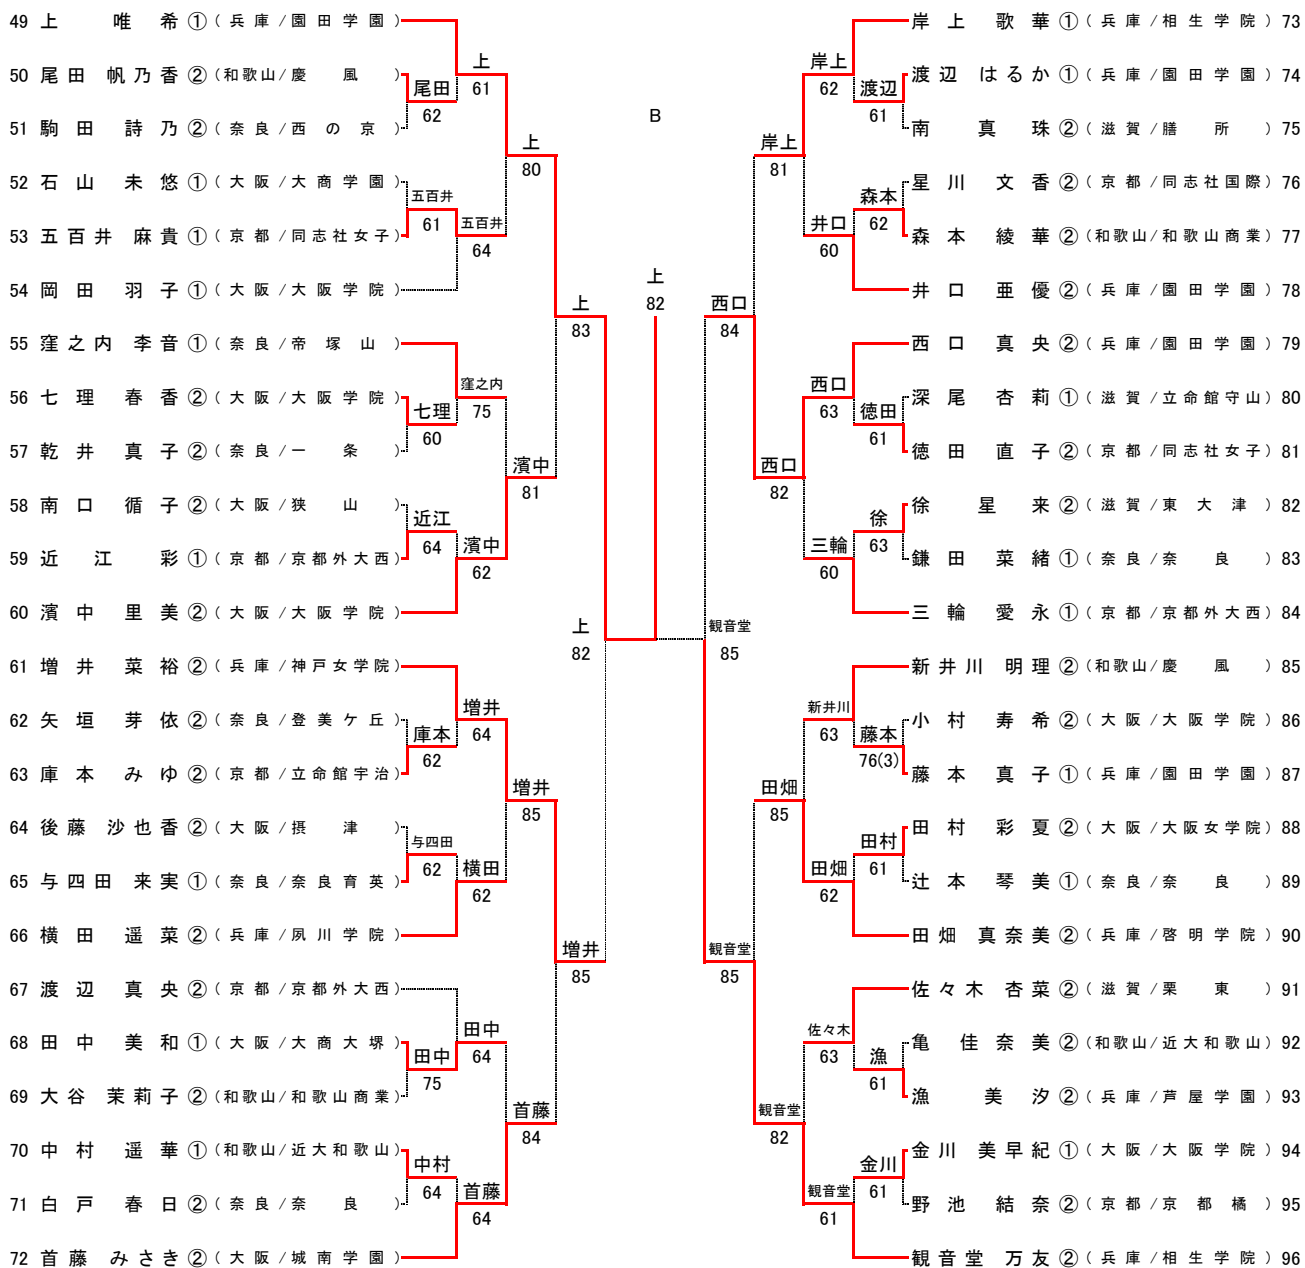 B
49 上 唯 希 ① ( 兵 庫 / 園 田 学 園 )
50 尾 田 帆 乃 香 ② ( 和歌山 / 慶 風 )
51 駒 田 詩 乃 ② ( 奈 良 / 西 の 京 )
52 石 山 未 悠 ① ( 大 阪 / 大 商 学 園 )
53 五 百 井 麻 貴 ① ( 京 都 / 同 志 社 女 子 )
54 岡 田 羽 子 ① ( 大 阪 / 大 阪 学 院 )
55 窪 之 内 李 音 ① ( 奈 良 / 帝 塚 山 )
56 七 理 春 香 ② ( 大 阪 / 大 阪 学 院 )
57 乾 井 真 子 ② ( 奈 良 / 一 条 )
58 南 口 循 子 ② ( 大 阪 / 狭 山 )
59 近 江 彩 ① ( 京 都 / 京 都 外 大 西 )
60 濱 中 里 美 ② ( 大 阪 / 大 阪 学 院 )
61 増 井 菜 裕 ② ( 兵 庫 / 神 戸 女 学 院 )
62 矢 垣 芽 依 ② ( 奈 良 / 登 美 ケ 丘 )
63 庫 本 み ゆ ② ( 京 都 / 立 命 館 宇 治 )
64 後 藤 沙 也 香 ② ( 大 阪 / 摂 津 )
65 与 四 田 来 実 ① ( 奈 良 / 奈 良 育 英 )
66 横 田 遥 菜 ② ( 兵 庫 / 夙 川 学 院 )
67 渡 辺 真 央 ② ( 京 都 / 京 都 外 大 西 )
68 田 中 美 和 ① ( 大 阪 / 大 商 大 堺 )
69 大 谷 茉 莉 子 ② ( 和歌山 / 和 歌 山 商 業 )
70 中 村 遥 華 ① ( 和歌山 / 近 大 和 歌 山 )
71 白 戸 春 日 ② ( 奈 良 / 奈 良 )
72 首 藤 み さ き ② ( 大 阪 / 城 南 学 園 )
尾田
62
五百井
61
七理
60
近江
64
庫本
62
与四田
62
田中
75
中村
64
上
61
五百井
64
窪之内
75
濱中
62
増井
64
横田
62
田中
64
首藤
64
上
80
濱中
81
増井
85
首藤
84
上
83
増井
85
上
82
上
82
観音堂
85
西口
84
観音堂
85
岸上
81
西口
82
田畑
85
観音堂
82
岸上
62
井口
60
西口
63
三輪
60
新井川
63
田畑
62
佐々木
63
観音堂
61
渡辺
61
森本
62
徳田
61
徐
63
藤本
76(3)
田村
61
漁
61
金川
61
岸 上 歌 華 ① ( 兵 庫 / 相 生 学 院 ) 73
渡 辺 はるか ① ( 兵 庫 / 園 田 学 園 ) 74
南 真 珠 ② ( 滋 賀 / 膳 所 ) 75
星 川 文 香 ② ( 京 都 / 同 志 社 国 際 ) 76
森 本 綾 華 ② ( 和歌山 / 和 歌 山 商 業 ) 77
井 口 亜 優 ② ( 兵 庫 / 園 田 学 園 ) 78
西 口 真 央 ② ( 兵 庫 / 園 田 学 園 ) 79
深 尾 杏 莉 ① ( 滋 賀 / 立 命 館 守 山 ) 80
徳 田 直 子 ② ( 京 都 / 同 志 社 女 子 ) 81
徐 星 来 ② ( 滋 賀 / 東 大 津 ) 82
鎌 田 菜 緒 ① ( 奈 良 / 奈 良 ) 83
三 輪 愛 永 ① ( 京 都 / 京 都 外 大 西 ) 84
新 井 川 明 理 ② ( 和歌山 / 慶 風 ) 85
小 村 寿 希 ② ( 大 阪 / 大 阪 学 院 ) 86
藤 本 真 子 ① ( 兵 庫 / 園 田 学 園 ) 87
田 村 彩 夏 ② ( 大 阪 / 大 阪 女 学 院 ) 88
辻 本 琴 美 ① ( 奈 良 / 奈 良 ) 89
田 畑 真 奈 美 ② ( 兵 庫 / 啓 明 学 院 ) 90
佐 々 木 杏 菜 ② ( 滋 賀 / 栗 東 ) 91
亀 佳 奈 美 ② ( 和歌山 / 近 大 和 歌 山 ) 92
漁 美 汐 ② ( 兵 庫 / 芦 屋 学 園 ) 93
金 川 美 早 紀 ① ( 大 阪 / 大 阪 学 院 ) 94
野 池 結 奈 ② ( 京 都 / 京 都 橘 ) 95
観 音 堂 万 友 ② ( 兵 庫 / 相 生 学 院 ) 96